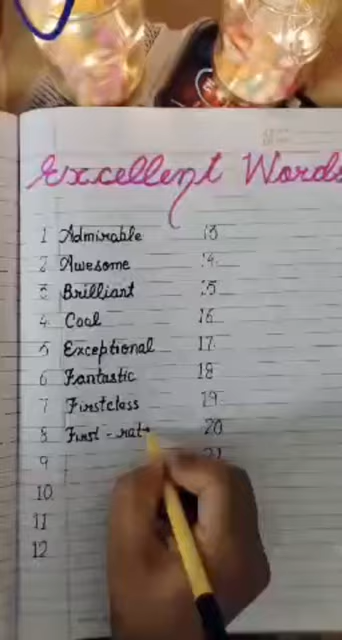 Excellent Words
1 Admirable 13
2 Awesome 14
3 Brilliant 15
4 Cool 16
5 Exceptional 17
6 Fantastic 18
7 Firstclass 19
8 First-rat 20
9 21
10
11
12